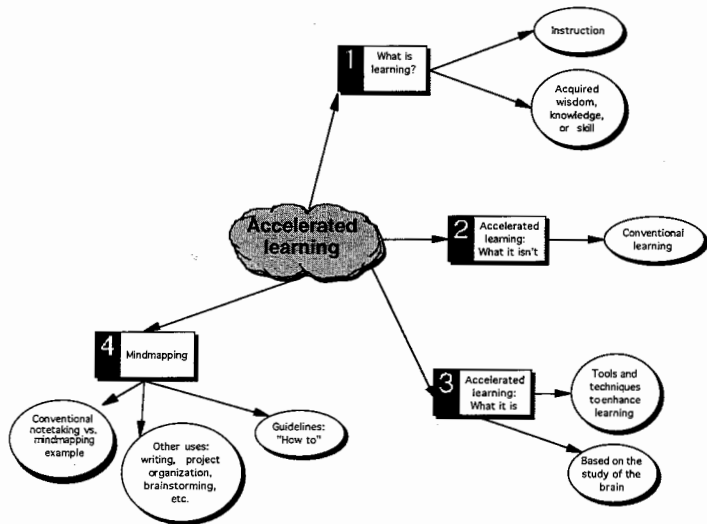 1
What is
learning?
Instruction
Acquired
wisdom,
knowledge,
or skill
Accelerated
learning
2
Accelerated
learning:
What it isn't
Conventional
learning
3
Accelerated
learning:
What it is
Tools and
techniques
to enhance
learning
Based on the
study of the
brain
4
Mindmapping
Conventional
notetaking vs.
mindmapping
example
Other uses:
writing, project
organization,
brainstorming,
etc.
Guidelines:
"How to"